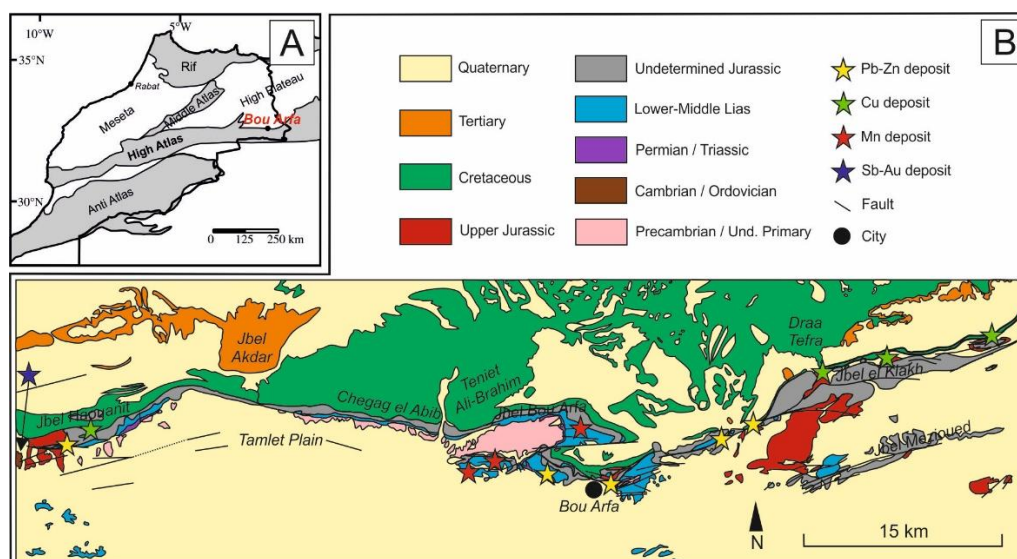 10°W
5°W
A
35°N
Rif
Rabat
High Plateau
Middle Atlas
Meseta
Bou Arfa
High Atlas
30°N
Anti Atlas
0 125 250 km
B
Quaternary
Tertiary
Cretaceous
Upper Jurassic
Undetermined Jurassic
Lower-Middle Lias
Permian / Triassic
Cambrian / Ordovician
Precambrian / Und. Primary
Pb-Zn deposit
Cu deposit
Mn deposit
Sb-Au deposit
Fault
City
Jbel
Akdar
Draa
Tefra
Teniet
Ali-Brahim
Chegag el Abib
Jbel Haouanit
Jbel Bou Arfa
Jbel el Klakh
Jbel Mezioued
Tamlet Plain
Bou Arfa
N
15 km